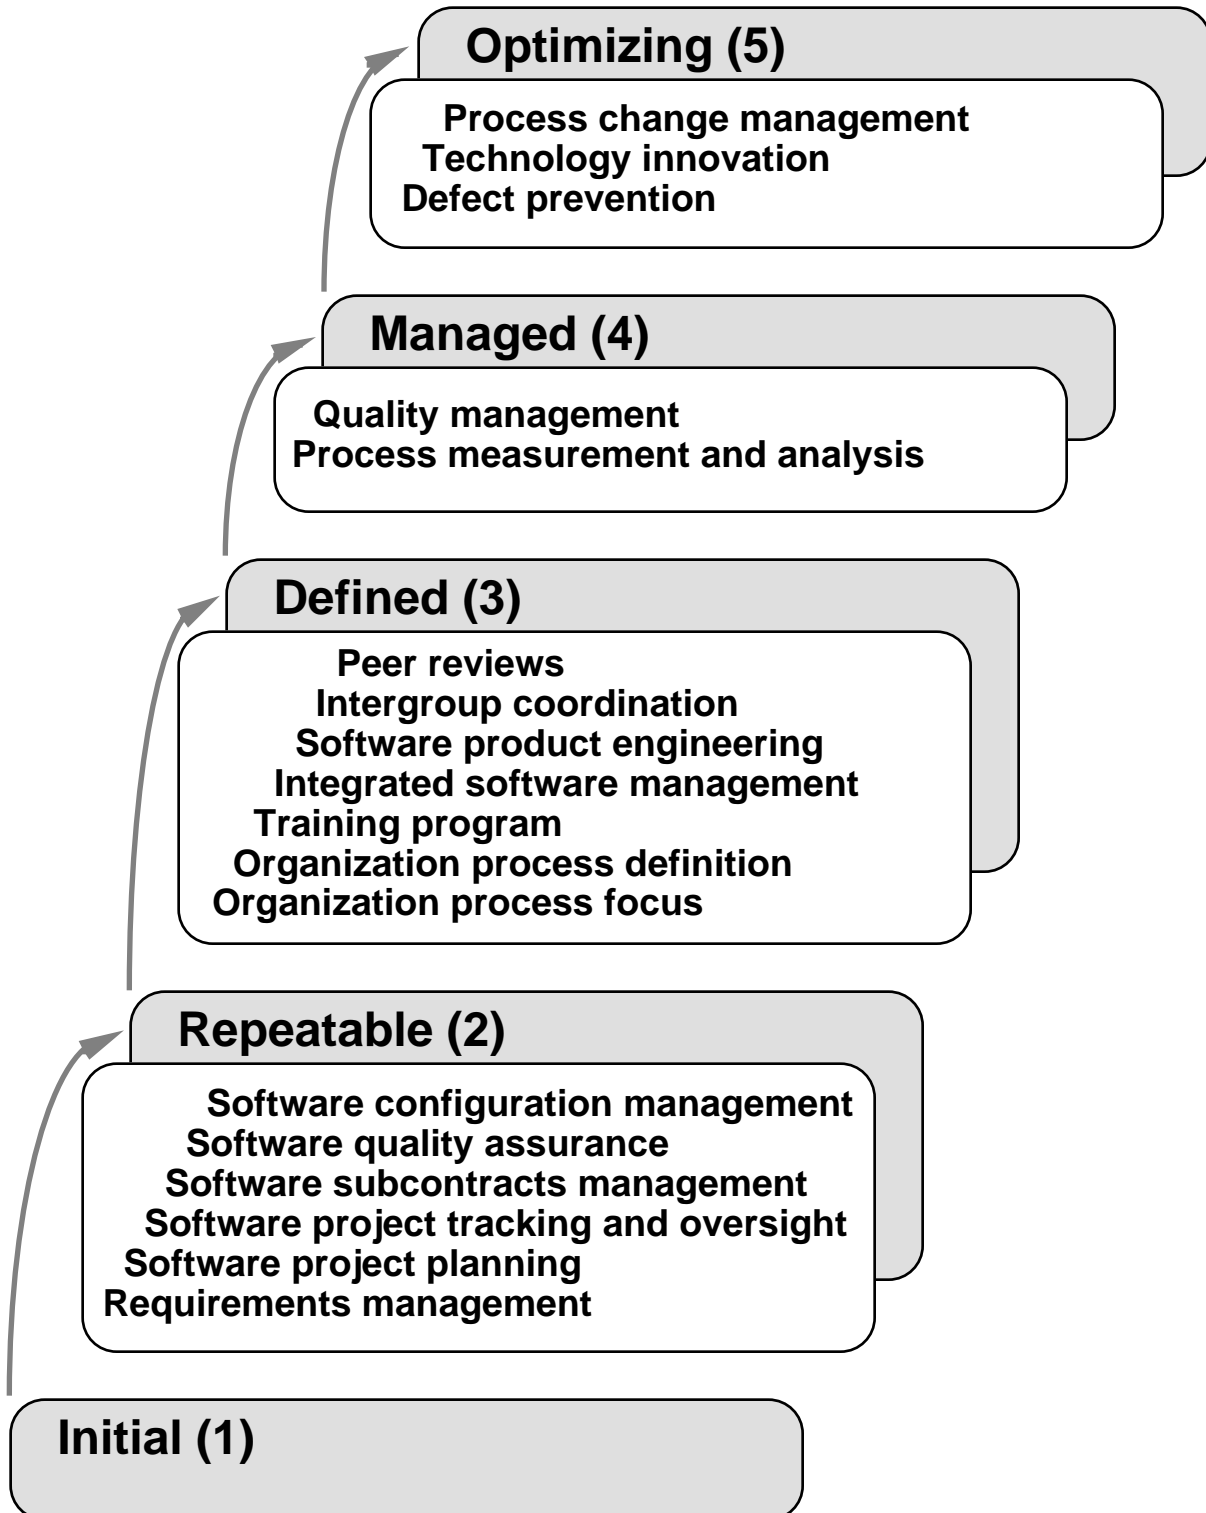 Optimizing (5)
Process change management
Technology innovation
Defect prevention
Managed (4)
Quality management
Process measurement and analysis
Defined (3)
Peer reviews
Intergroup coordination
Software product engineering
Integrated software management
Training program
Organization process definition
Organization process focus
Repeatable (2)
Software configuration management
Software quality assurance
Software subcontracts management
Software project tracking and oversight
Software project planning
Requirements management
Initial (1)